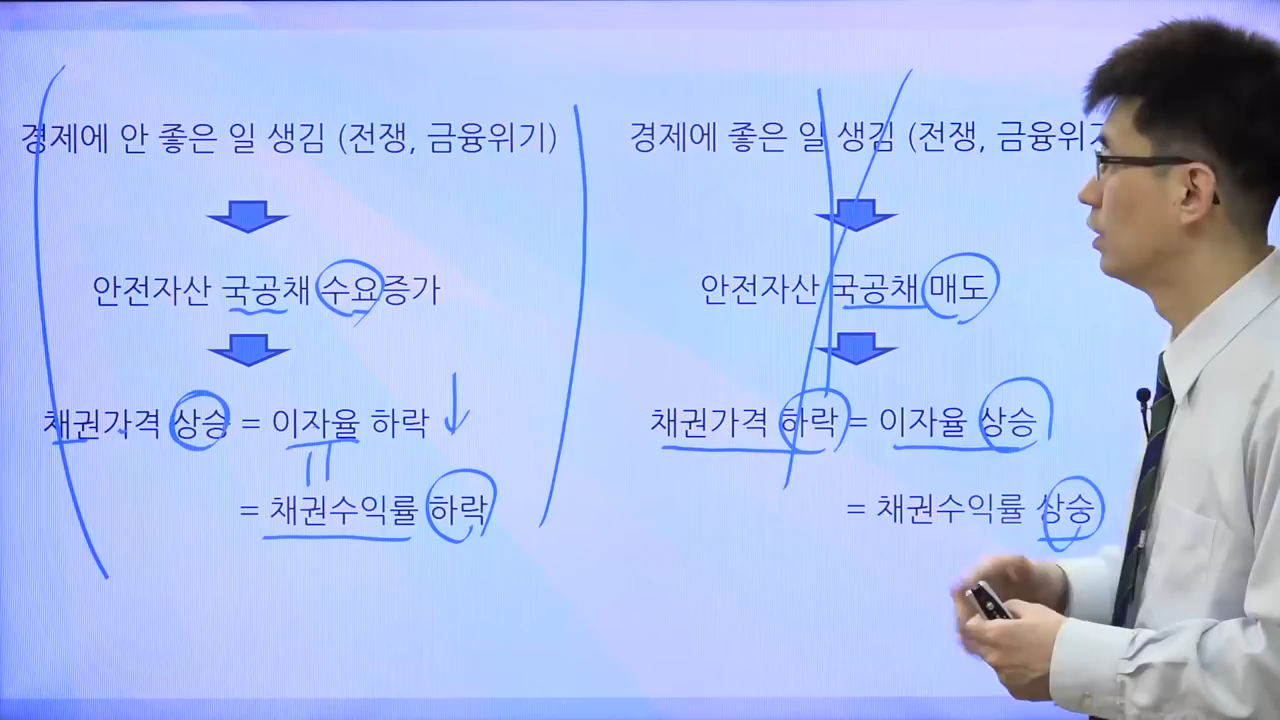 경제에 안 좋은 일 생김 (전쟁, 금융위기)
안전자산 국공채 수요증가
채권가격 상승 = 이자율 하락
= 채권수익률 하락
경제에 좋은 일 생김 (전쟁, 금융위
안전자산 국공채 매도
채권가격 하락 = 이자율 상승
= 채권수익률 상승